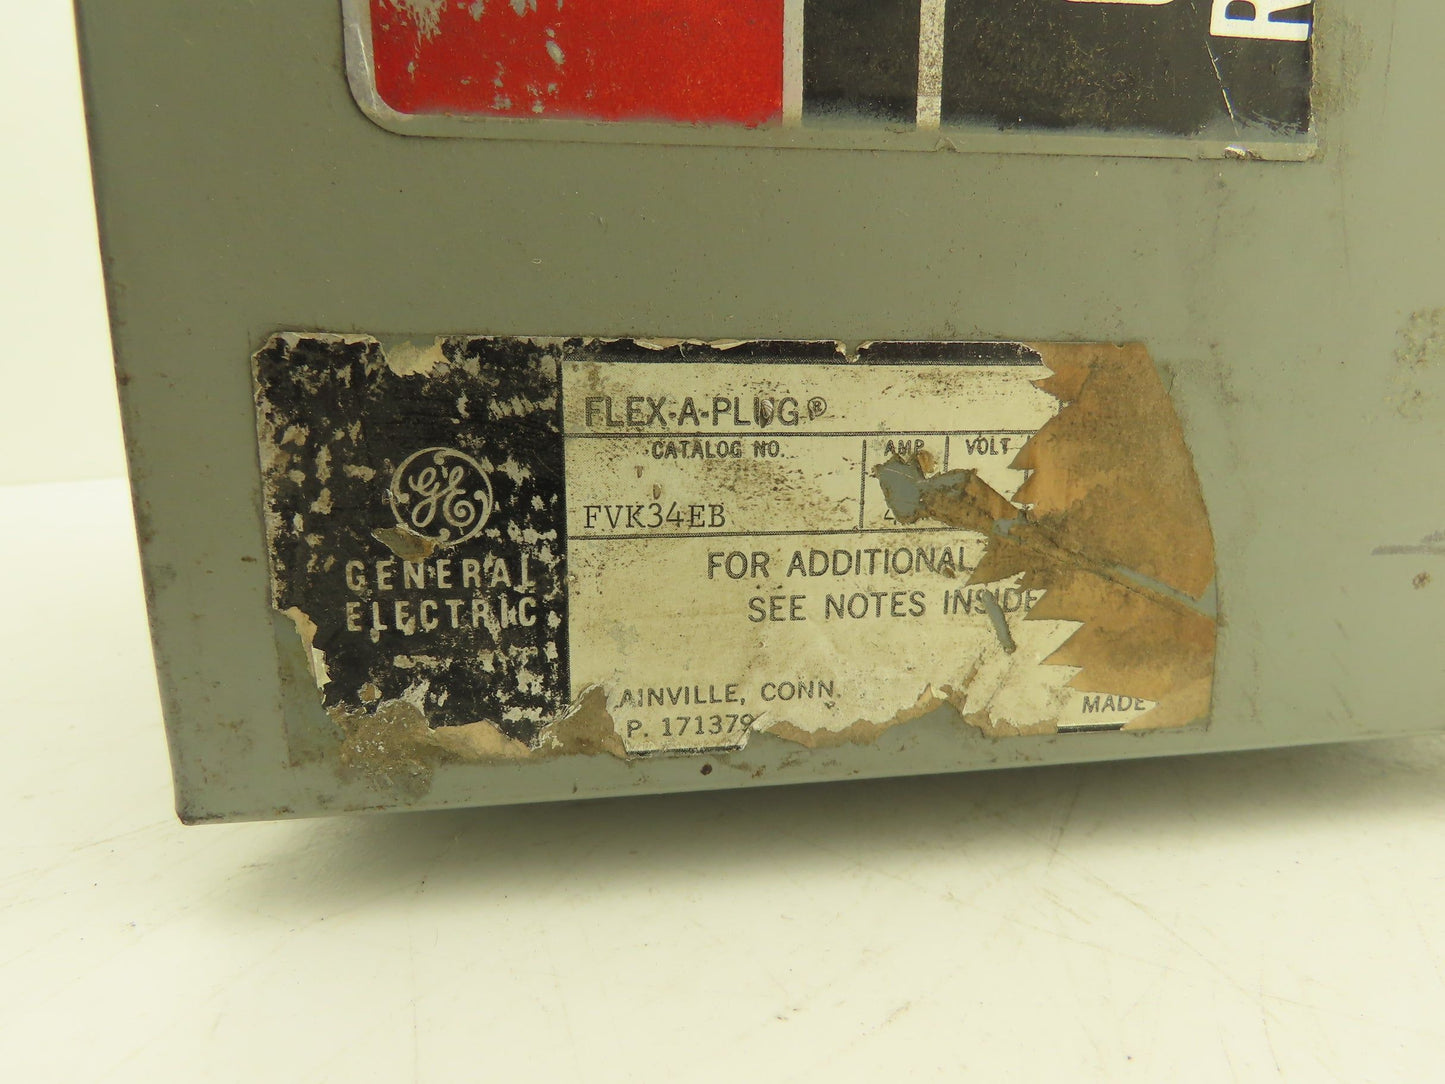 R
FLEX-A-PLUG®
CATALOG NO. AMP. VOLT
FVK34EB 4
GE
GENERAL
ELECTRIC
FOR ADDITIONAL
SEE NOTES INSIDE
AINVILLE, CONN.
P. 171379
MADE